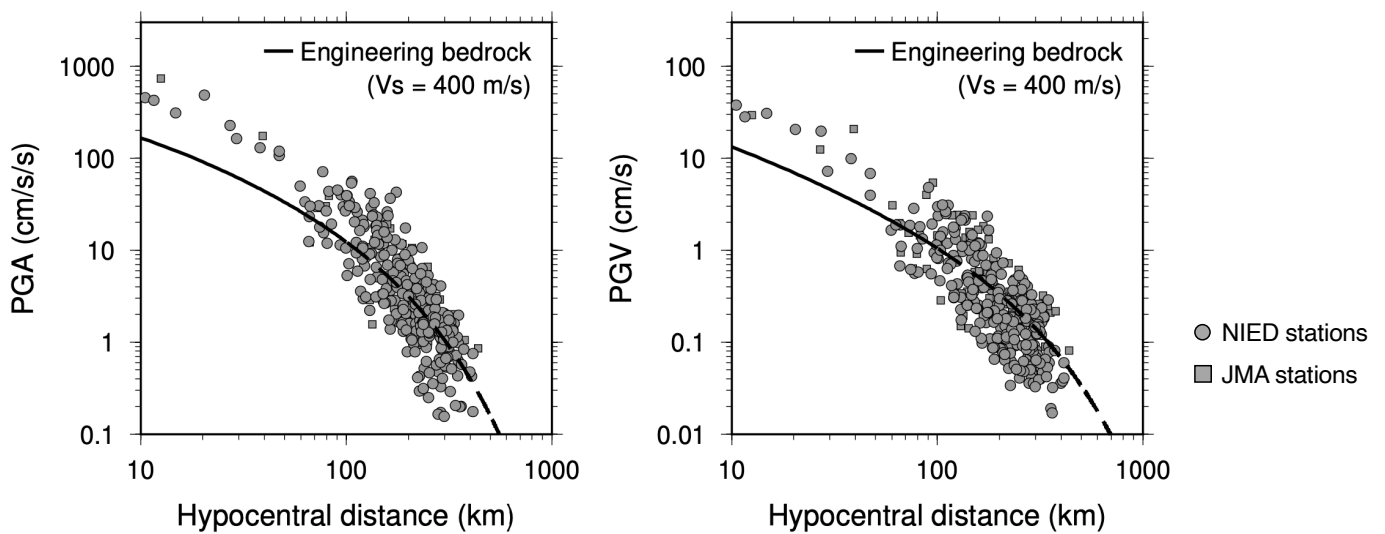 Engineering bedrock
(Vs = 400 m/s)
1000
100
10
1
0.1
PGA (cm/s/s)
10
100
1000
Hypocentral distance (km)
Engineering bedrock
(Vs = 400 m/s)
100
10
1
0.1
0.01
PGV (cm/s)
10
100
1000
Hypocentral distance (km)
NIED stations
JMA stations